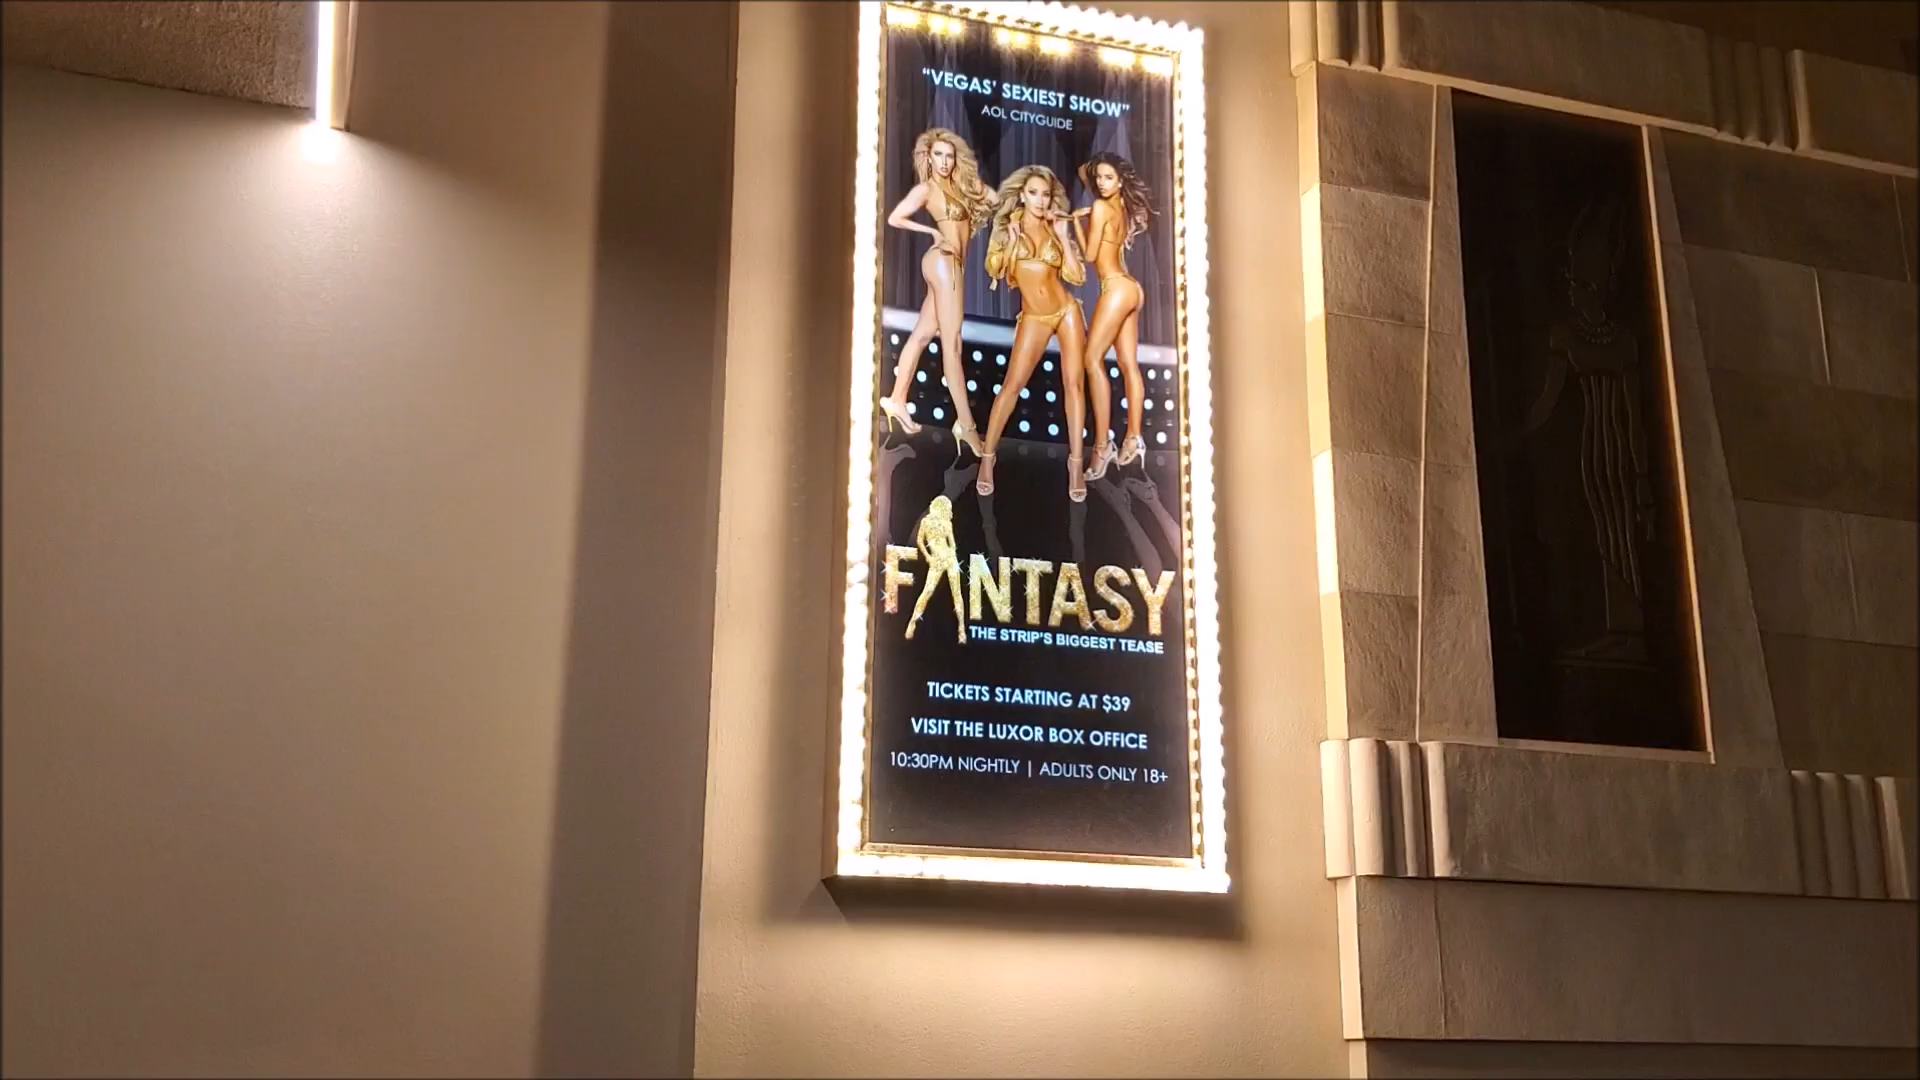 “VEGAS’ SEXIEST SHOW”
AOL CITYGUIDE
FANTASY
THE STRIP'S BIGGEST TEASE
TICKETS STARTING AT $39
VISIT THE LUXOR BOX OFFICE
10:30PM NIGHTLY | ADULTS ONLY 18+